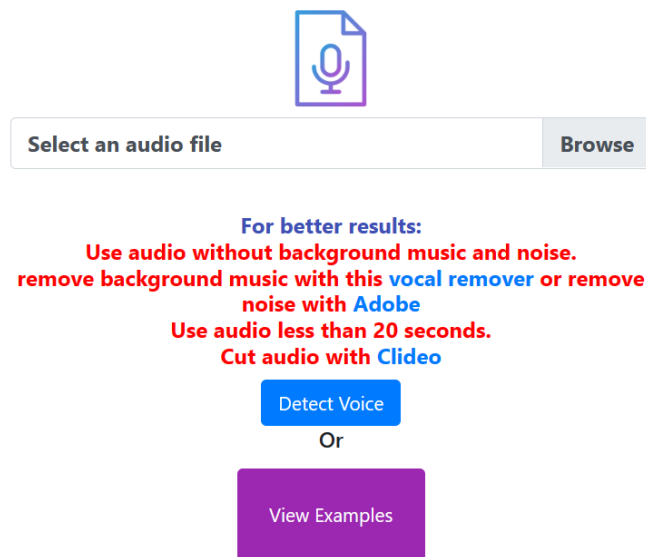 Select an audio file
Browse
For better results:
Use audio without background music and noise.
remove background music with this vocal remover or remove
noise with Adobe
Use audio less than 20 seconds.
Cut audio with Clideo
Detect Voice
Or
View Examples